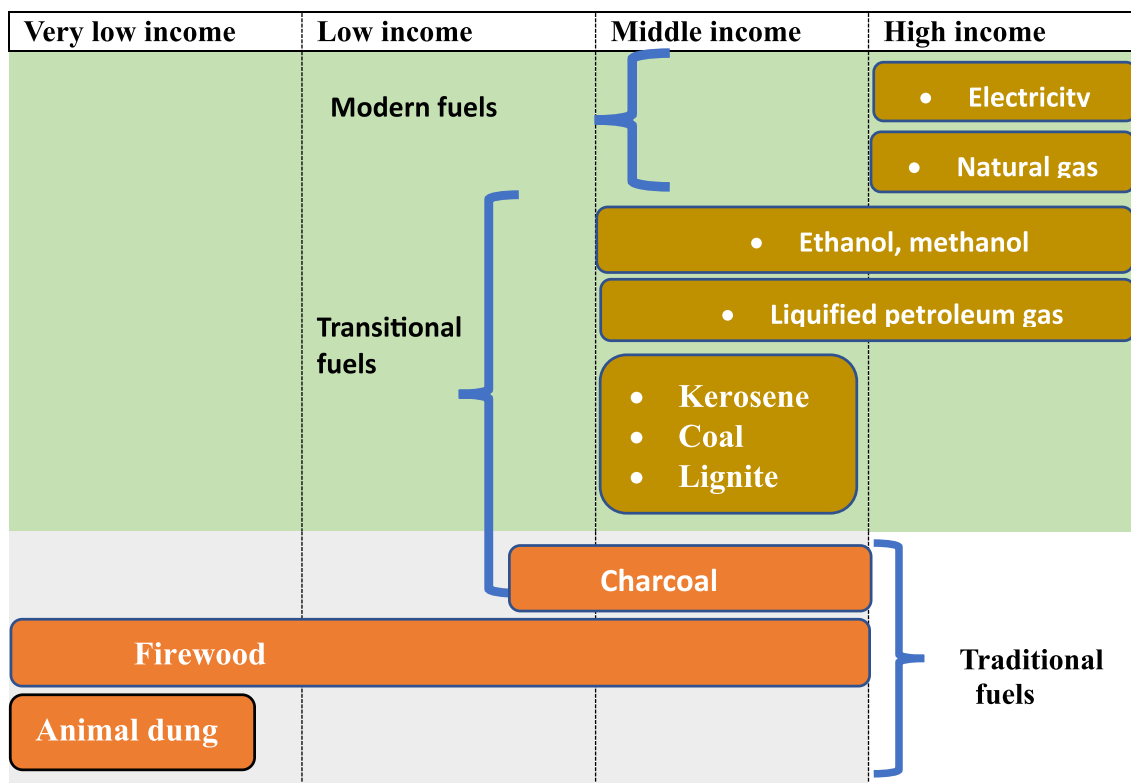 Very low income
Low income
Middle income
High income
Modern fuels
• Electricity
• Natural gas
• Ethanol, methanol
• Liquified petroleum gas
Transitional
fuels
• Kerosene
• Coal
• Lignite
Charcoal
Firewood
Traditional
fuels
Animal dung